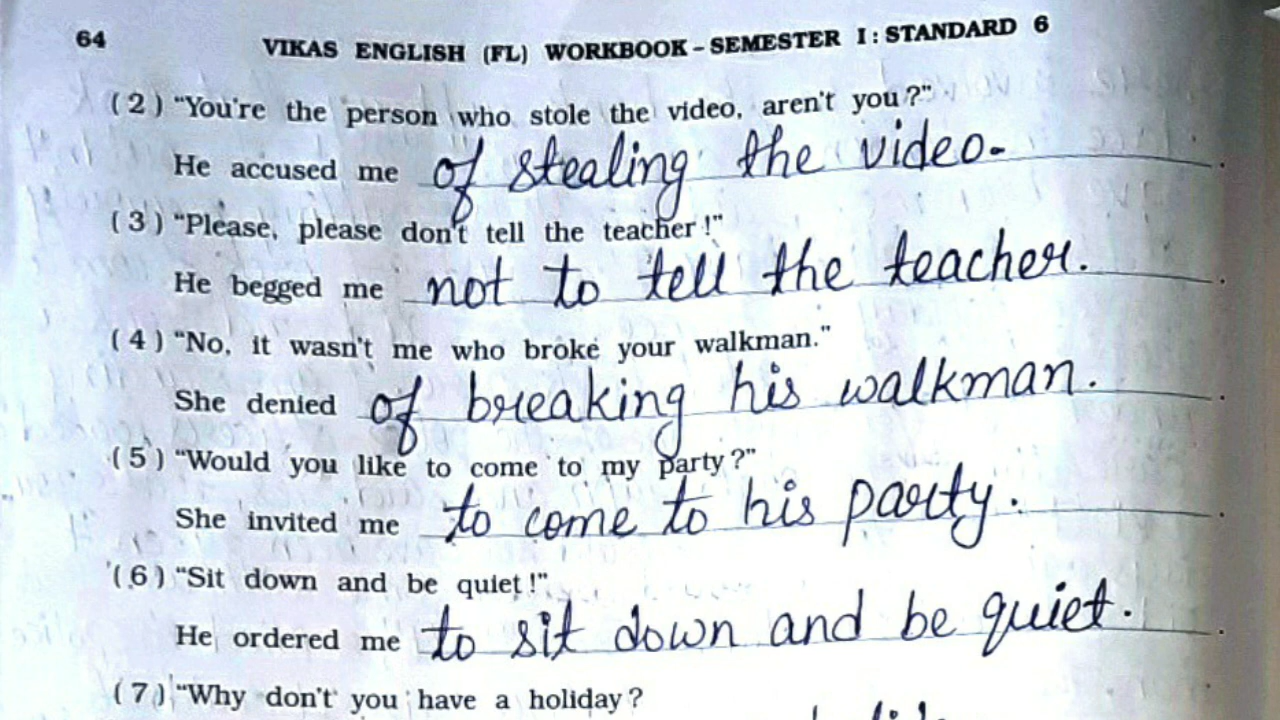 64 VIKAS ENGLISH (FL) WORKBOOK – SEMESTER I : STANDARD 6
(2) “You're the person who stole the video, aren't you?”
He accused me of stealing the video.
(3) “Please, please don't tell the teacher!”
He begged me not to tell the teacher.
(4) “No, it wasn't me who broke your walkman.”
She denied of breaking his walkman.
(5) “Would you like to come to my party?”
She invited me to come to his party.
(6) “Sit down and be quiet!”
He ordered me to sit down and be quiet.
(7) “Why don't you have a holiday?